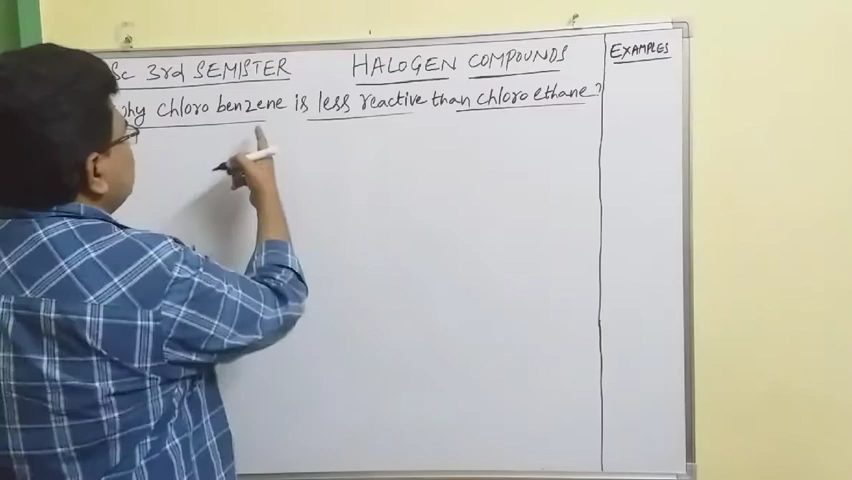 Sc 3rd SEMISTER
HALOGEN COMPOUNDS
EXAMPLES
hy chloro benzene is less reactive than chloro ethane?